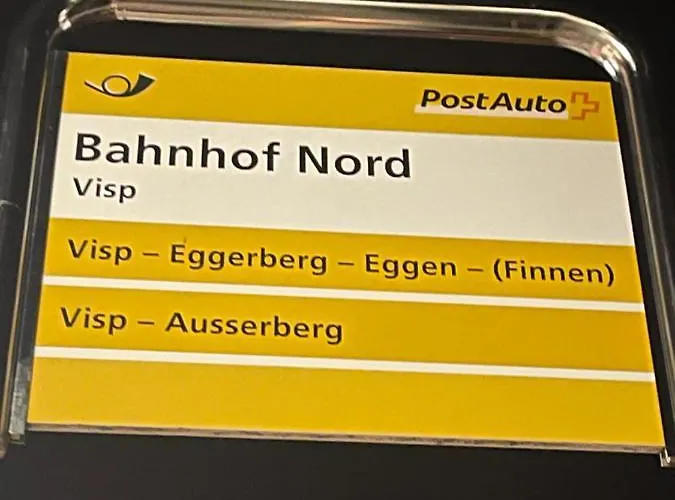 PostAuto
Bahnhof Nord
Visp
Visp – Eggerberg – Eggen – (Finnen)
Visp – Ausserberg